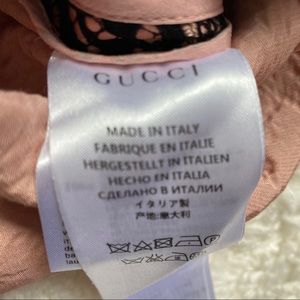 GUCCI
MADE IN ITALY
FABRIQUE EN ITALIE
HERGESTELLT IN ITALIEN
HECHO EN ITALIA
СДЕЛАНО В ИТАЛИИ
イタリア製
产地:意大利